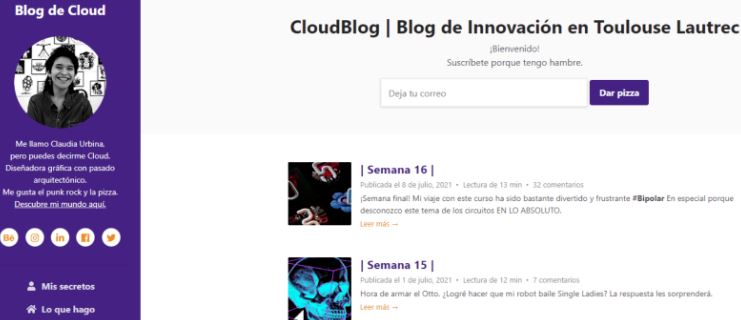 Blog de Cloud
Me llamo Claudia Urbina,
pero puedes decirme Cloud.
Diseñadora gráfica con pasado
arquitectónico.
Me gusta el punk rock y la pizza.
Descubre mi mundo aquí.
Bē
in
Mis secretos
Lo que hago
CloudBlog | Blog de Innovación en Toulouse Lautrec
¡Bienvenido!
Suscríbete porque tengo hambre.
Deja tu correo
Dar pizza
| Semana 16 |
Publicada el 8 de julio, 2021 • Lectura de 13 min • 32 comentarios
¡Semana final! Mi viaje con este curso ha sido bastante divertido y frustrante #Bipolar En especial porque
desconozco este tema de los circuitos EN LO ABSOLUTO.
Leer más →
| Semana 15 |
Publicada el 1 de julio, 2021 • Lectura de 12 min • 7 comentarios
Hora de armar el Otto. ¿Logré hacer que mi robot baile Single Ladies? La respuesta les sorprenderá.
Leer más →